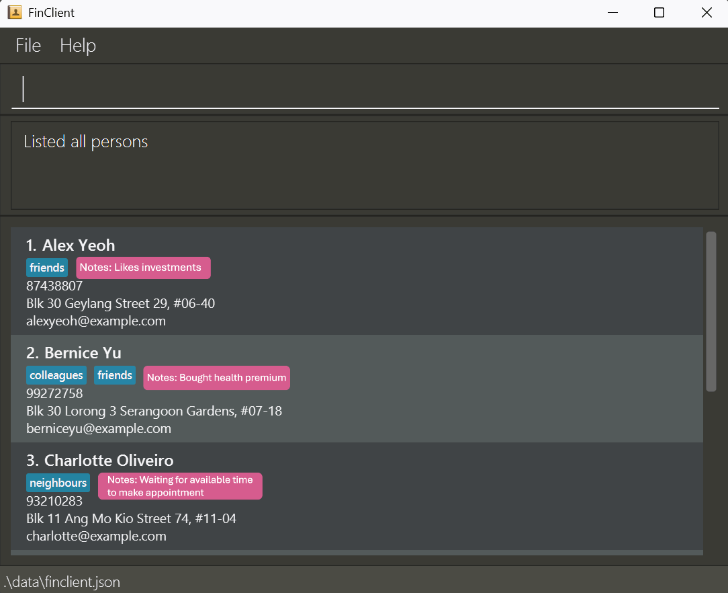 FinClient
File Help
Listed all persons
1. Alex Yeoh
friends Notes: Likes investments
87438807
Blk 30 Geylang Street 29, #06-40
alexyeoh@example.com
2. Bernice Yu
colleagues friends Notes: Bought health premium
99272758
Blk 30 Lorong 3 Serangoon Gardens, #07-18
berniceyu@example.com
3. Charlotte Oliveiro
neighbours Notes: Waiting for available time
to make appointment
93210283
Blk 11 Ang Mo Kio Street 74, #11-04
charlotte@example.com
.\data\finclient.json